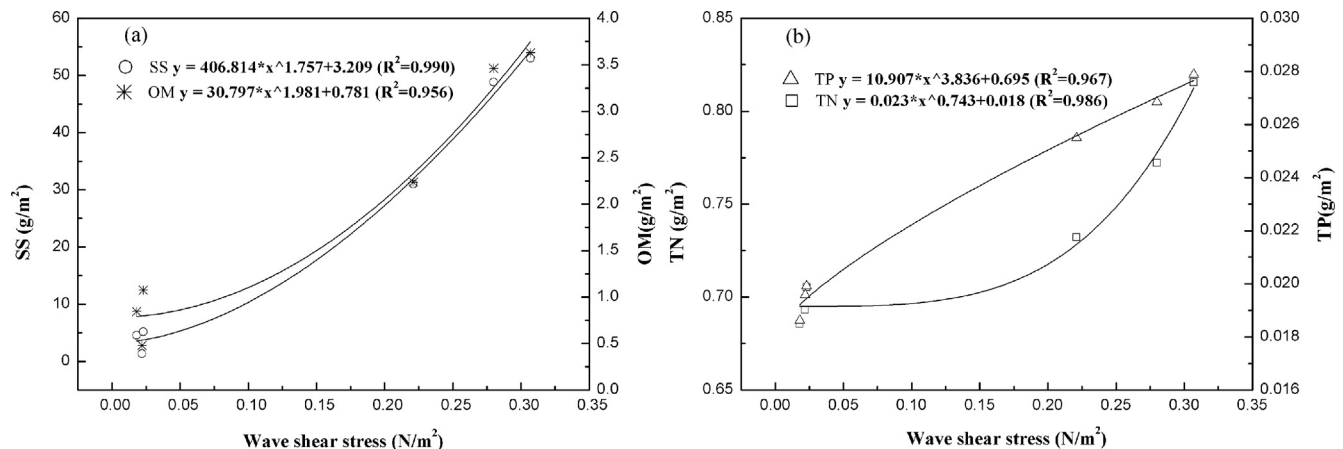 (a)
SS y = 406.814*x^1.757+3.209 (R²=0.990)
OM y = 30.797*x^1.981+0.781 (R²=0.956)
SS (g/m²)
60
50
40
30
20
10
0
4.0
3.5
3.0
2.5
2.0
1.5
1.0
0.5
0.0
OM(g/m²)
0.00 0.05 0.10 0.15 0.20 0.25 0.30 0.35
Wave shear stress (N/m²)
(b)
TP y = 10.907*x^3.836+0.695 (R²=0.967)
TN y = 0.023*x^0.743+0.018 (R²=0.986)
TN (g/m²)
0.85
0.80
0.75
0.70
0.65
0.030
0.028
0.026
0.024
0.022
0.020
0.018
0.016
TP(g/m²)
0.00 0.05 0.10 0.15 0.20 0.25 0.30 0.35
Wave shear stress (N/m²)